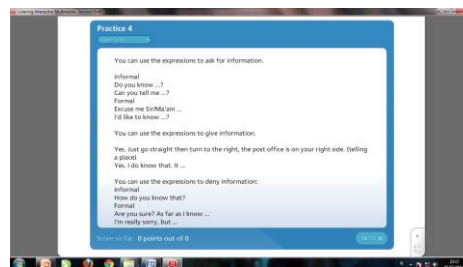 Listening Interactive Multimedia
Practice 4
You can use the expressions to ask for information.
Informal
Do you know ...?
Can you tell me ...?
Formal
Excuse me Sir/Ma'am ...
I'd like to know ...?
You can use the expressions to give information.
Yes. Just go straight then turn to the right, the post office is on your right side. (telling
a place)
Yes. I do know that. It ...
You can use the expressions to deny information:
Informal
How do you know that?
Formal
Are you sure? As far as I know ...
I'm really sorry, but ...
Score so far: 0 points out of 0